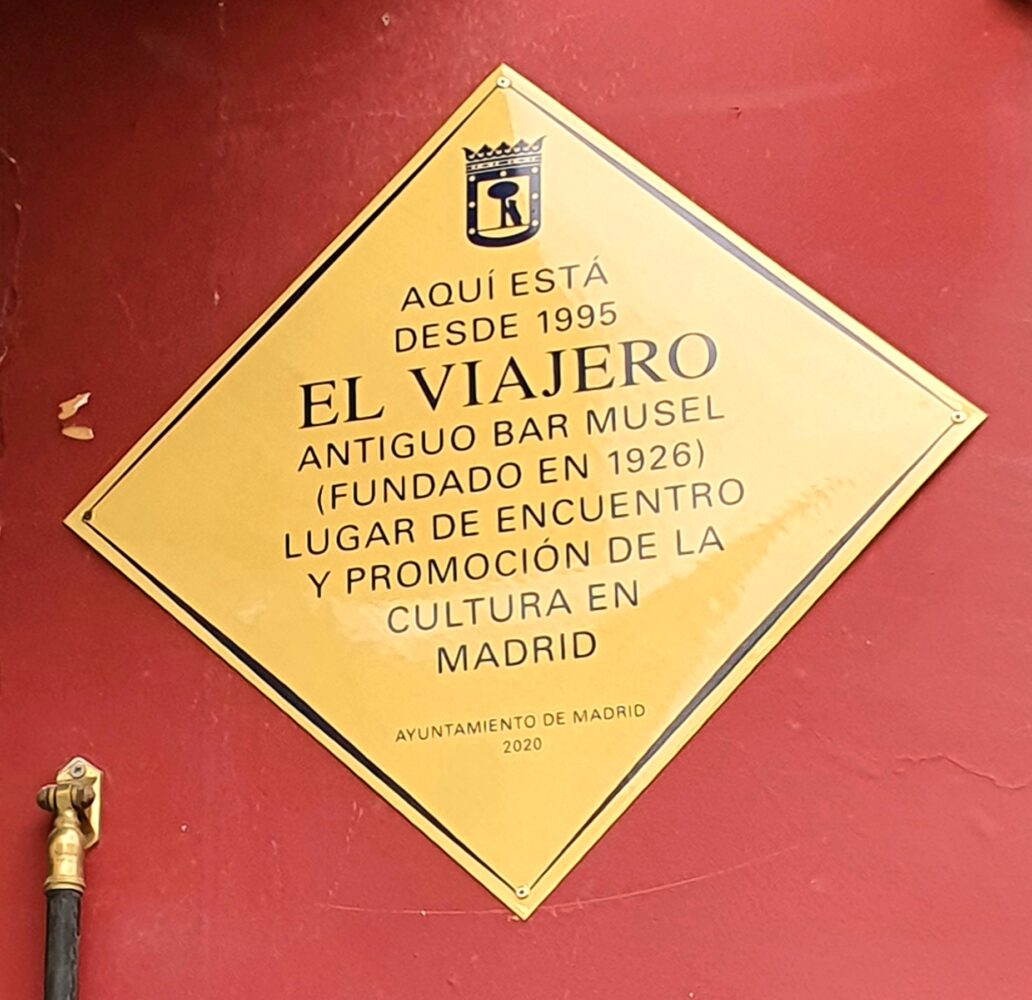 AQUÍ ESTÁ
DESDE 1995
EL VIAJERO
ANTIGUO BAR MUSEL
(FUNDADO EN 1926)
LUGAR DE ENCUENTRO
Y PROMOCIÓN DE LA
CULTURA EN
MADRID
AYUNTAMIENTO DE MADRID
2020